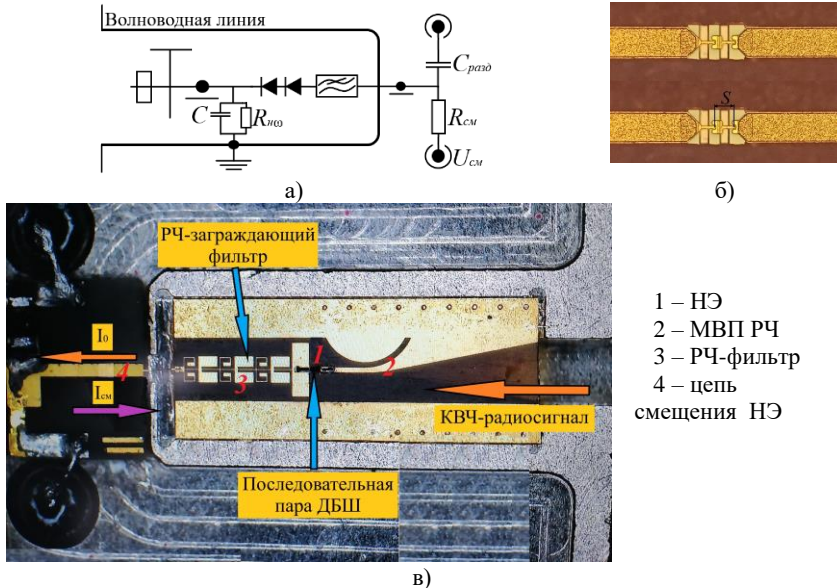 Волноводная линия
C
Rнω
Cразд
Rсм
Uсм
а)
S
б)
РЧ-заграждающий
фильтр
I0
4
Iсм
3
1
2
КВЧ-радиосигнал
Последовательная
пара ДБШ
1 – НЭ
2 – МВП РЧ
3 – РЧ-фильтр
4 – цепь
смещения НЭ
в)